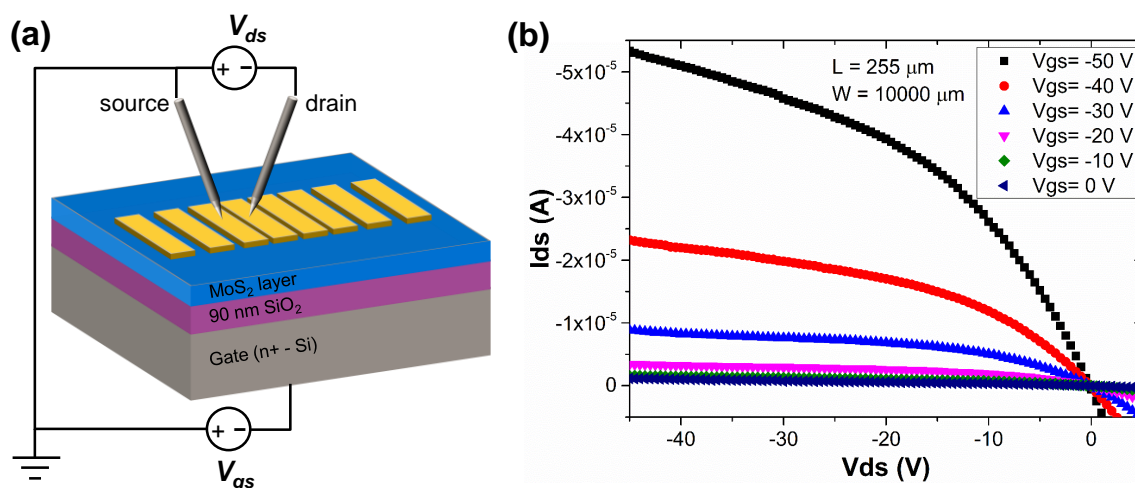 (a)
V_ds
+ -
source
drain
MoS₂ layer
90 nm SiO₂
Gate (n+ - Si)
+ -
V_gs
(b)
L = 255 μm
W = 10000 μm
Vgs= -50 V
Vgs= -40 V
Vgs= -30 V
Vgs= -20 V
Vgs= -10 V
Vgs= 0 V
-5x10⁻⁵
-4x10⁻⁵
-3x10⁻⁵
-2x10⁻⁵
-1x10⁻⁵
0
Ids (A)
-40 -30 -20 -10 0
Vds (V)